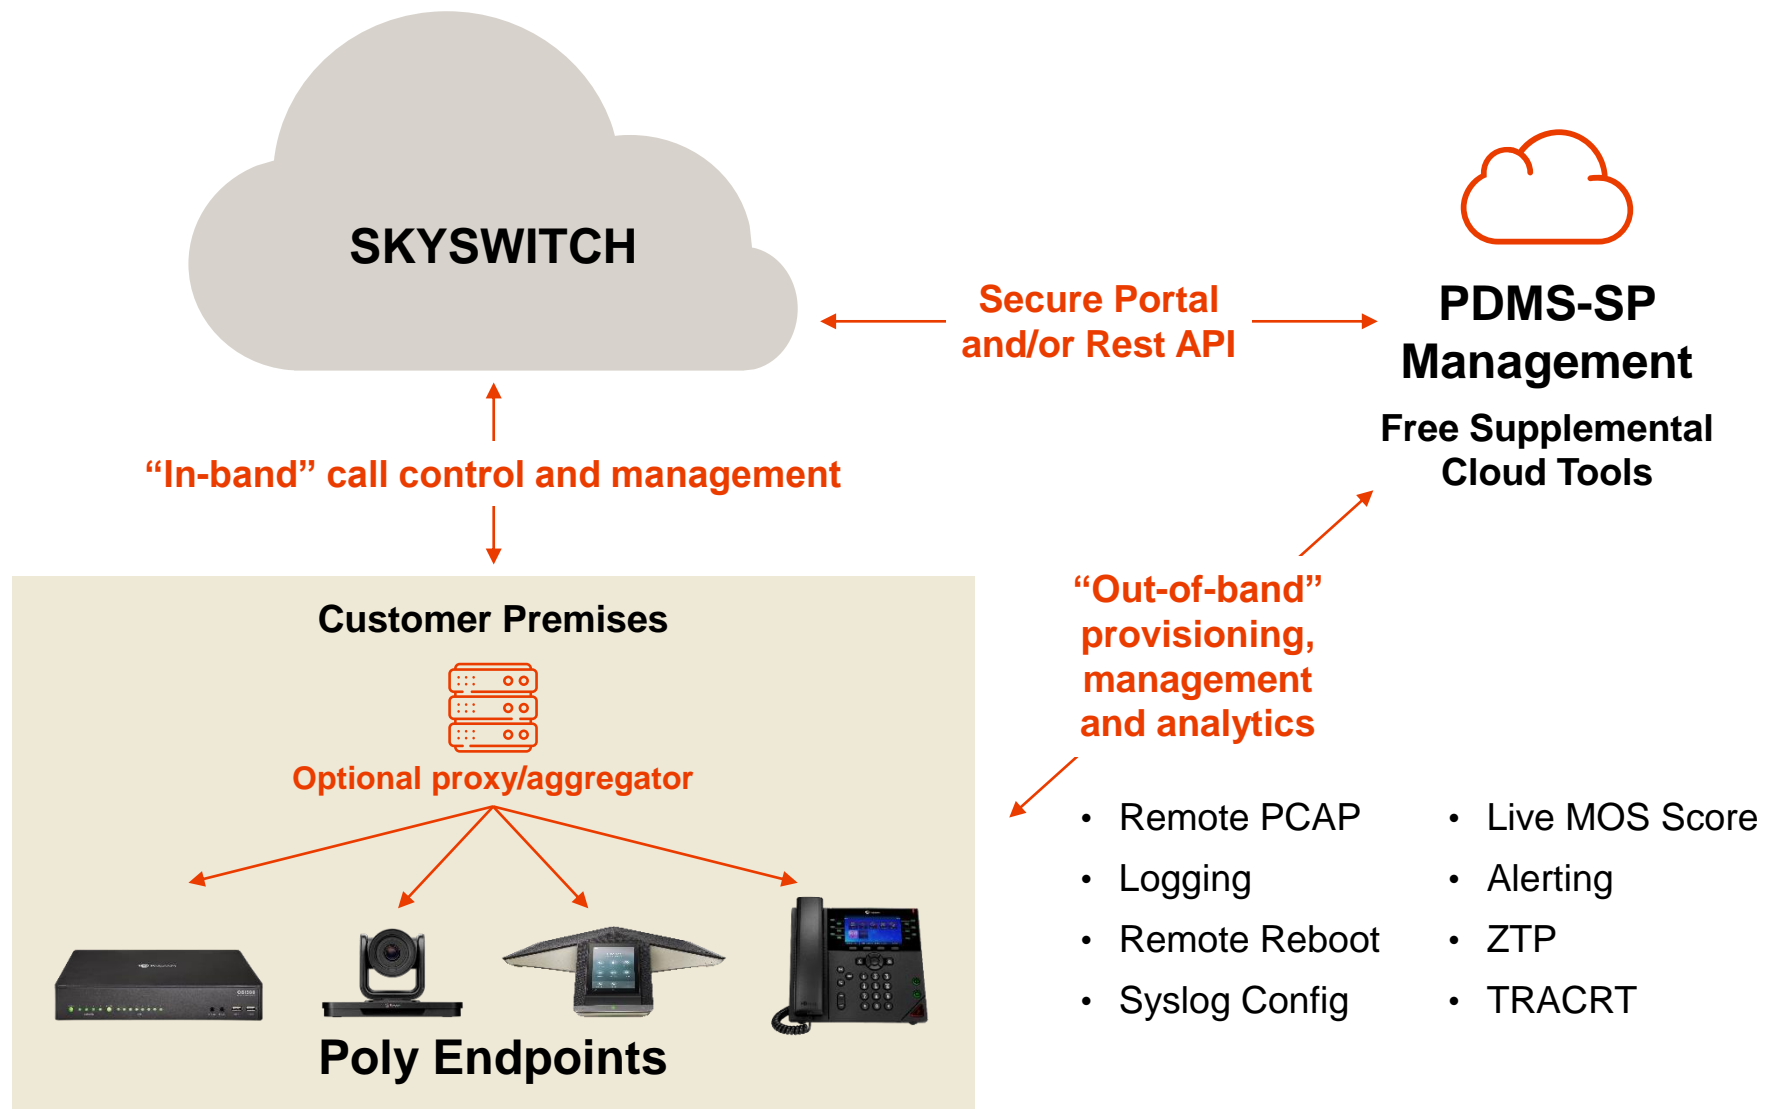 SKYSWITCH
Secure Portal
and/or Rest API
PDMS-SP
Management
Free Supplemental
Cloud Tools
“In-band” call control and management
“Out-of-band”
provisioning,
management
and analytics
Customer Premises
Optional proxy/aggregator
Poly Endpoints
• Remote PCAP
• Logging
• Remote Reboot
• Syslog Config
• Live MOS Score
• Alerting
• ZTP
• TRACRT